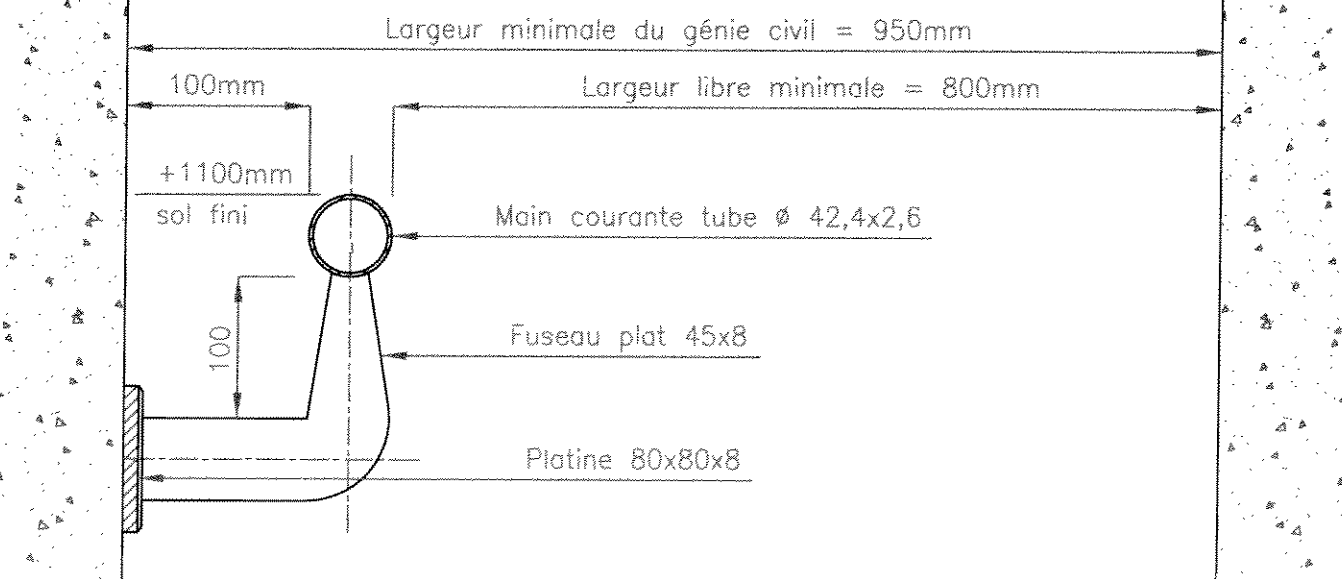 Largeur minimale du génie civil = 950mm
100mm
Largeur libre minimale = 800mm
+1100mm
sol fini
Main courante tube ø 42,4x2,6
100
Fuseau plat 45x8
Platine 80x80x8